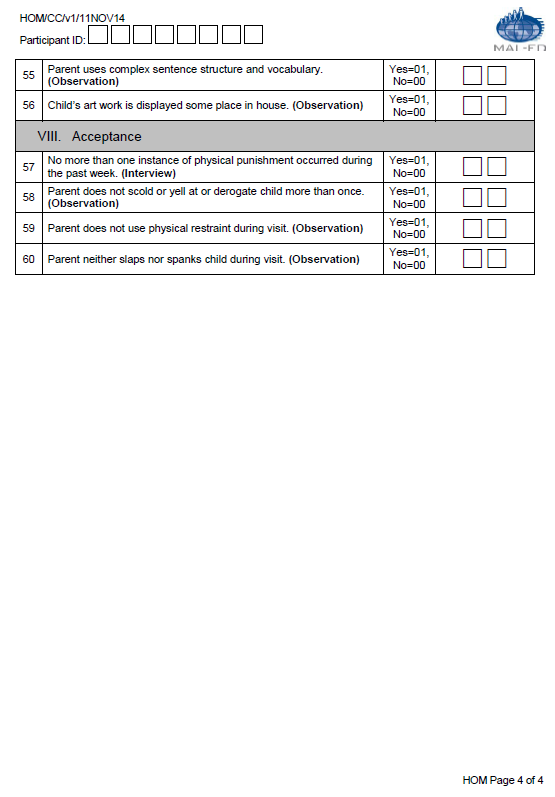 HOM/CC/v1/11NOV14
Participant ID:
MAL-ED
55 Parent uses complex sentence structure and vocabulary.
(Observation)
Yes=01,
No=00
56 Child's art work is displayed some place in house. (Observation)
Yes=01,
No=00
VIII. Acceptance
57 No more than one instance of physical punishment occurred during
the past week. (Interview)
Yes=01,
No=00
58 Parent does not scold or yell at or derogate child more than once.
(Observation)
Yes=01,
No=00
59 Parent does not use physical restraint during visit. (Observation)
Yes=01,
No=00
60 Parent neither slaps nor spanks child during visit. (Observation)
Yes=01,
No=00
HOM Page 4 of 4